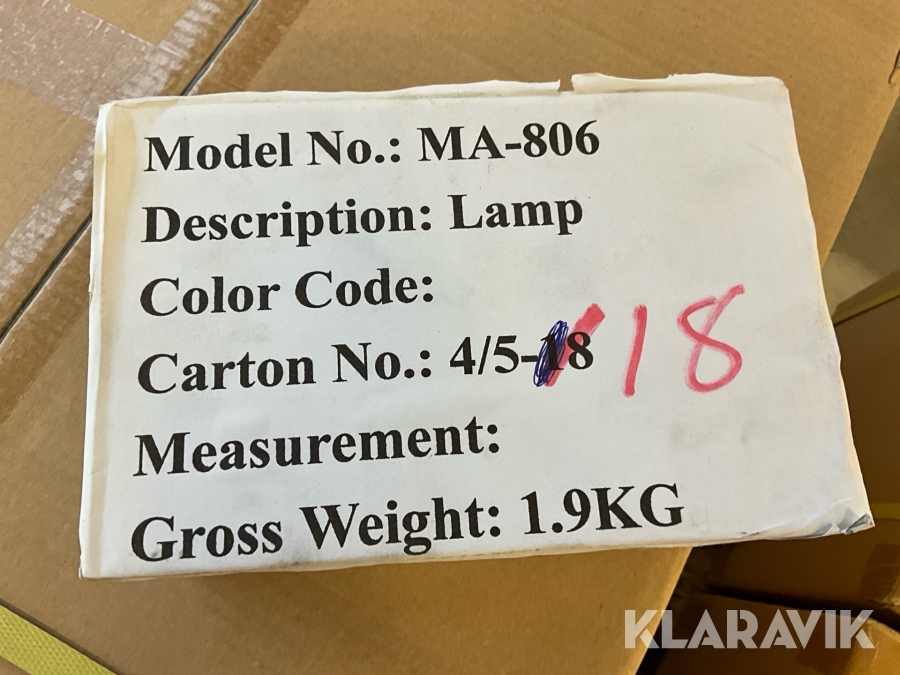 Model No.: MA-806
Description: Lamp
Color Code:
Carton No.: 4/5-18 18
Measurement:
Gross Weight: 1.9KG
KLARAVIK